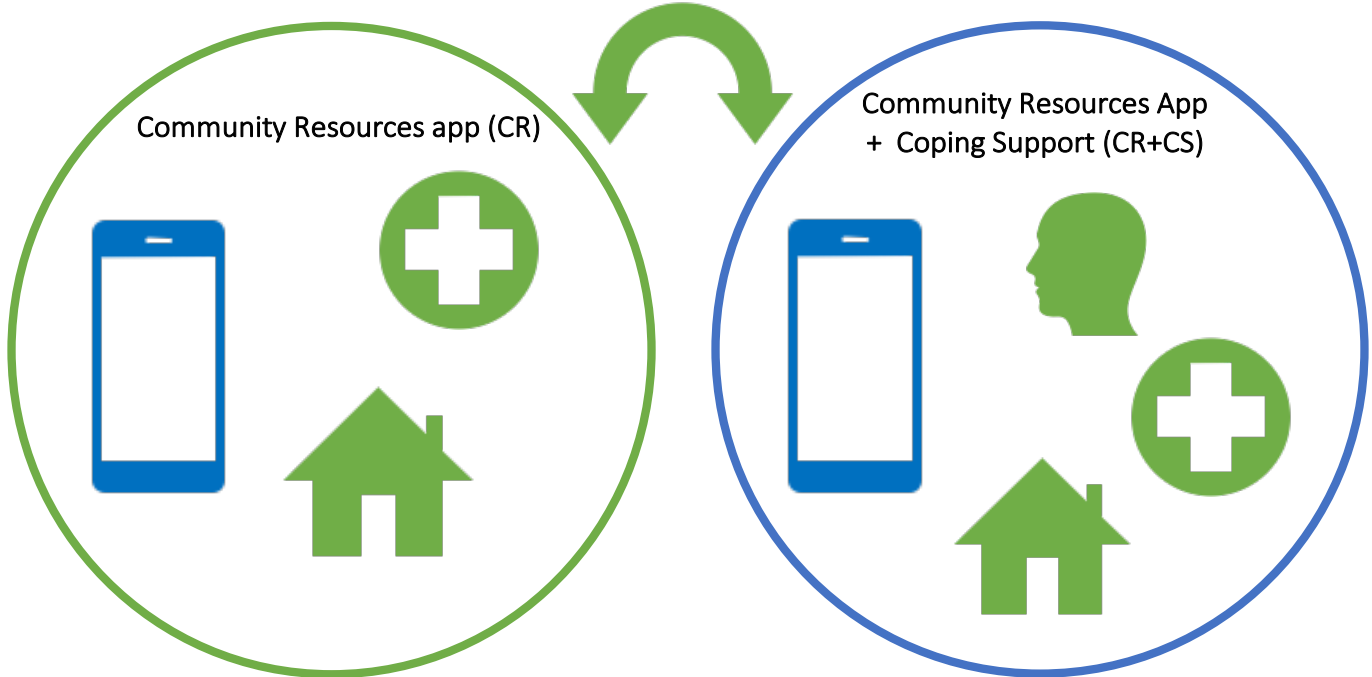 Community Resources app (CR)
Community Resources App
+ Coping Support (CR+CS)